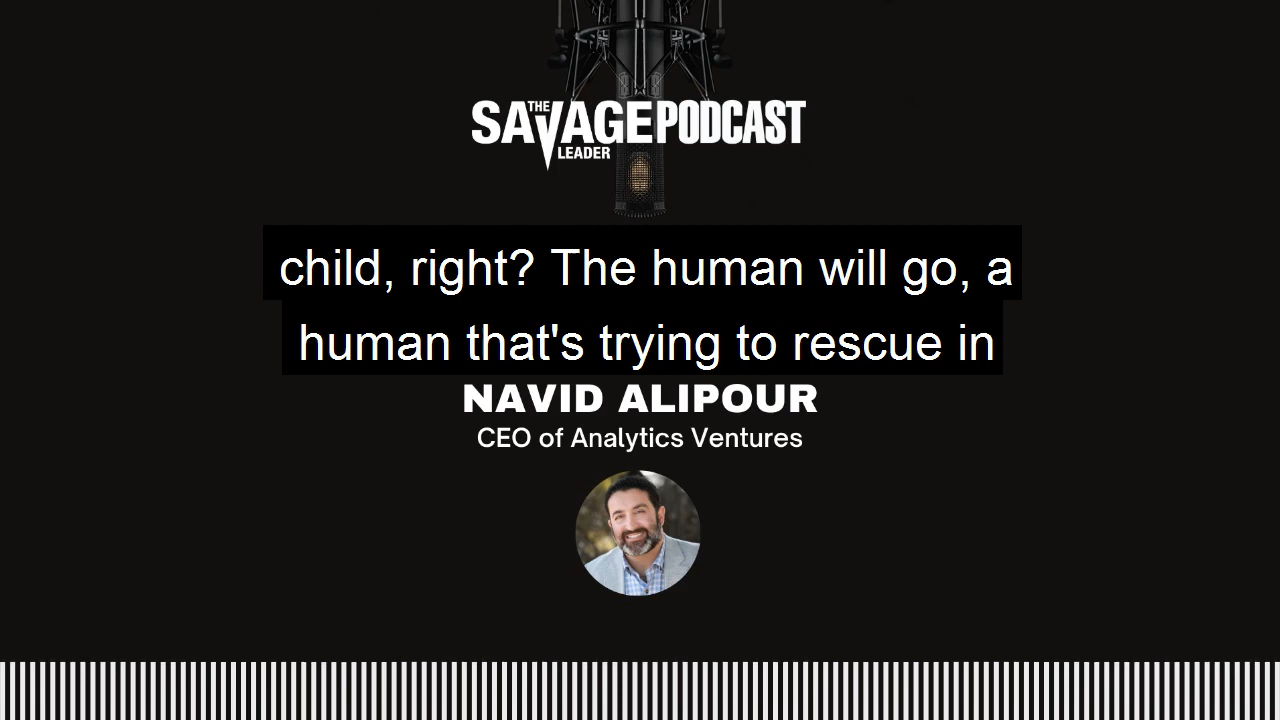 THE SAVAGE LEADER PODCAST
child, right? The human will go, a
human that's trying to rescue in
NAVID ALIPOUR
CEO of Analytics Ventures